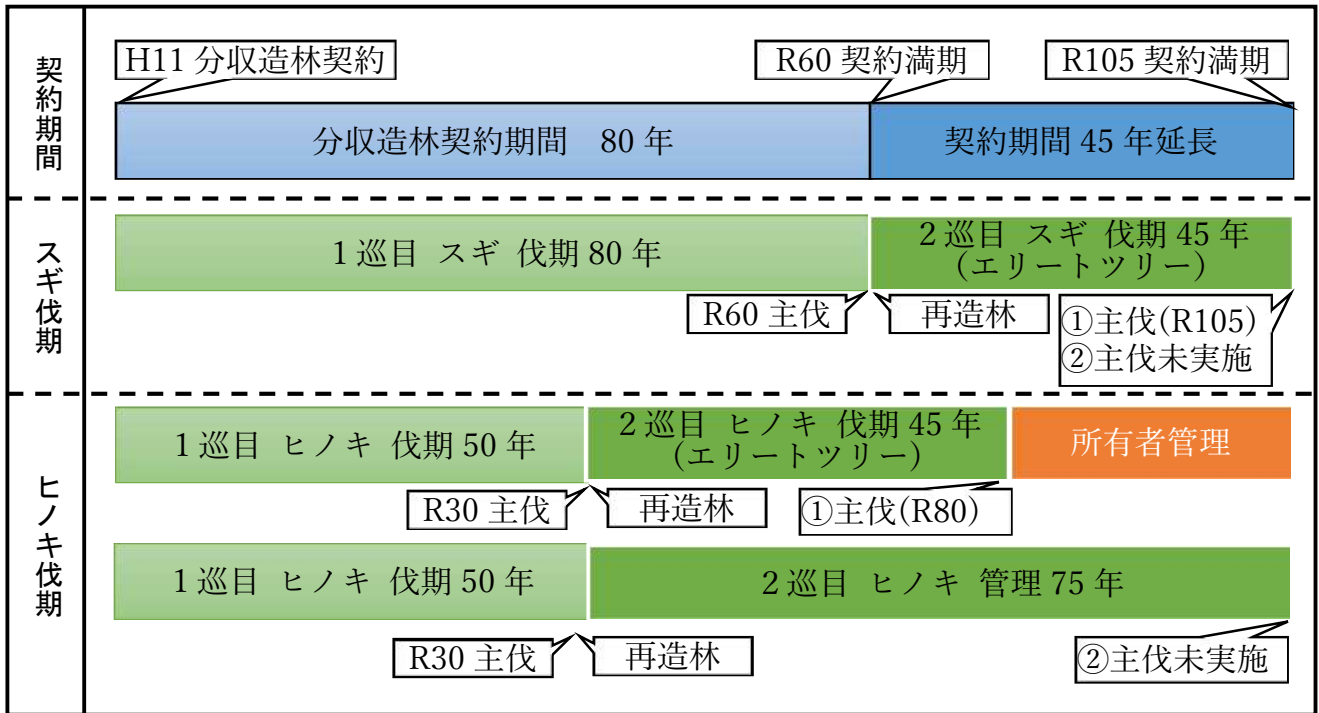 契約期間
H11 分収造林契約
R60 契約満期
R105 契約満期
分収造林契約期間 80 年
契約期間 45 年延長
スギ伐期
1 巡目 スギ 伐期 80 年
2 巡目 スギ 伐期 45 年
(エリートツリー)
R60 主伐
再造林
①主伐(R105)
②主伐未実施
ヒノキ伐期
1 巡目 ヒノキ 伐期 50 年
2 巡目 ヒノキ 伐期 45 年
(エリートツリー)
所有者管理
R30 主伐
再造林
①主伐(R80)
1 巡目 ヒノキ 伐期 50 年
2 巡目 ヒノキ 管理 75 年
R30 主伐
再造林
②主伐未実施